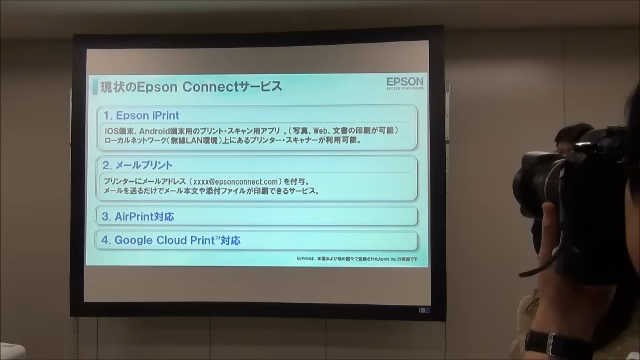 現状のEpson Connectサービス
EPSON
EXCEED YOUR VISION
1. Epson iPrint
iOS端末、Android端末用のプリント・スキャン用アプリ 。(写真、Web、文書の印刷が可能)
ローカルネットワーク(無線LAN環境)上にあるプリンター・スキャナーが利用可能。
2. メールプリント
プリンターにメールアドレス(xxxx@epsonconnect.com)を付与。
メールを送るだけでメール本文や添付ファイルが印刷できるサービス。
3. AirPrint対応
4. Google Cloud Print™対応